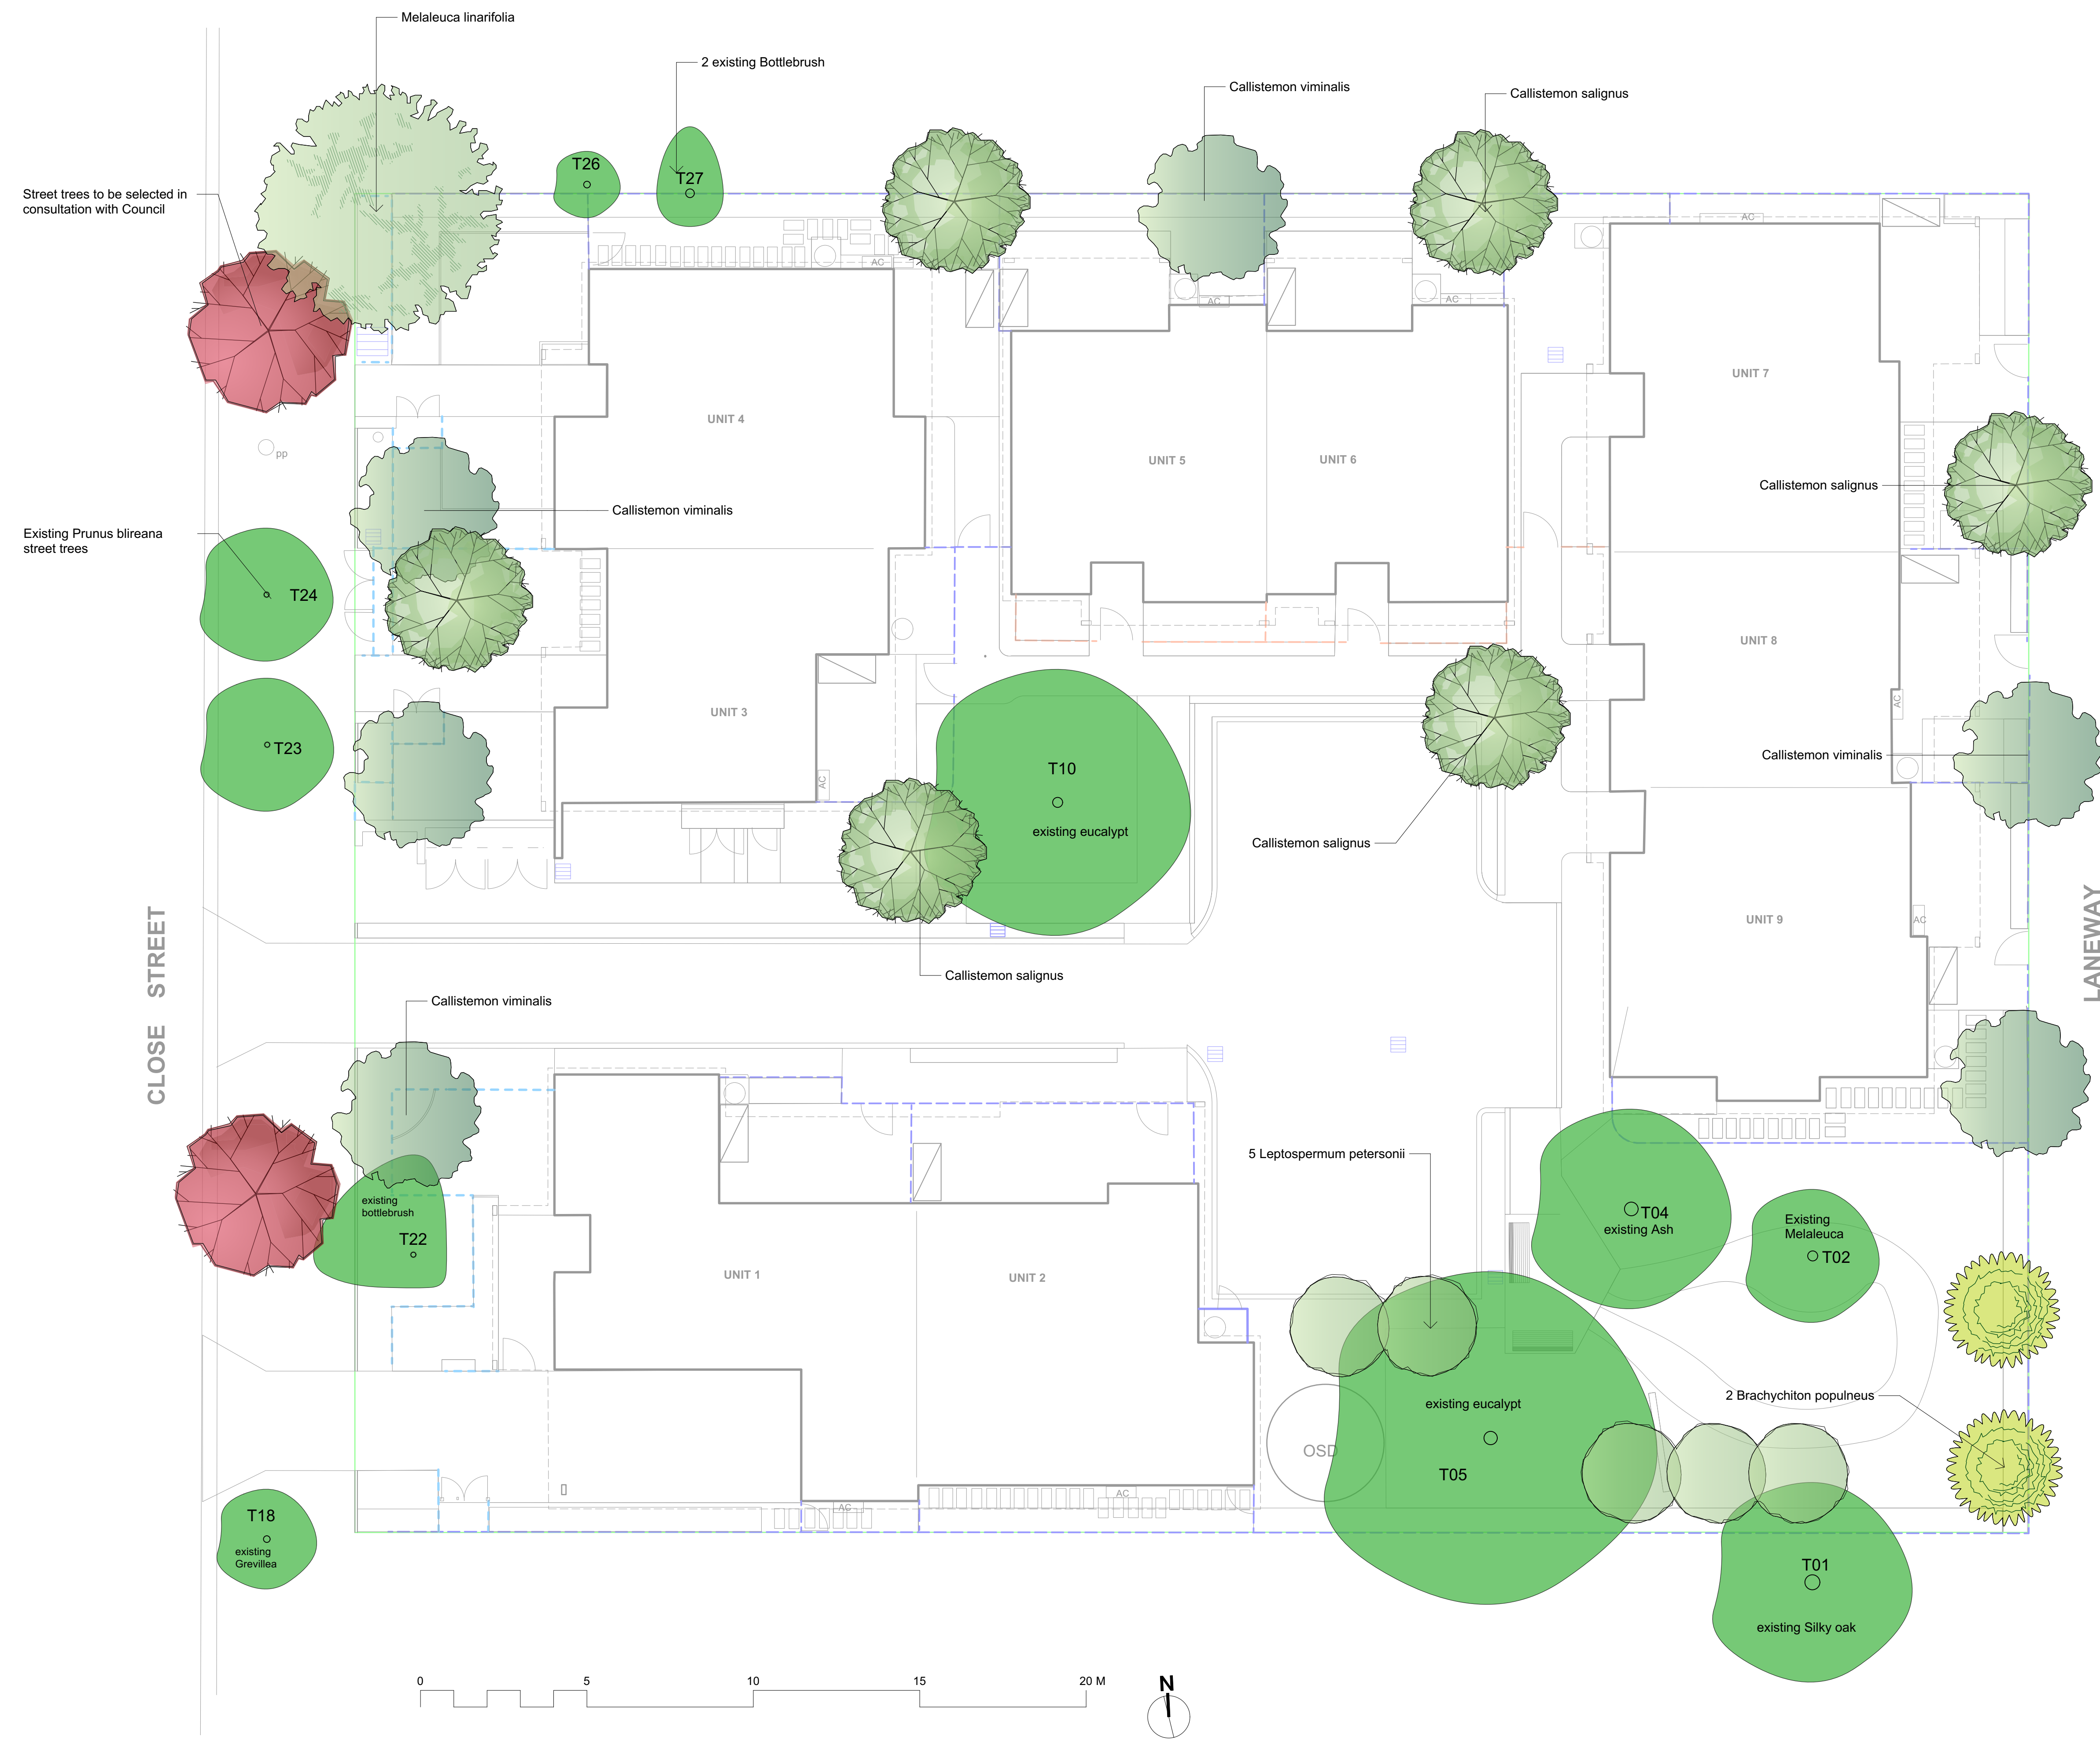 Melaleuca linarifolia
2 existing Bottlebrush
Callistemon viminalis
Callistemon salignus
Street trees to be selected in
consultation with Council
T26
T27
AC
AC
AC
AC
UNIT 7
UNIT 4
UNIT 5
UNIT 6
pp
Callistemon salignus
Callistemon viminalis
Existing Prunus blireana
street trees
T24
UNIT 8
UNIT 3
AC
T23
Callistemon viminalis
T10
AC
existing eucalypt
Callistemon salignus
UNIT 9
AC
CLOSE STREET
LANEWAY
Callistemon salignus
Callistemon viminalis
5 Leptospermum petersonii
existing
bottlebrush
T22
T04
existing Ash
Existing
Melaleuca
T02
UNIT 1
UNIT 2
2 Brachychiton populneus
existing eucalypt
OSD
T05
AC
AC
T18
existing
Grevillea
T01
existing Silky oak
0 5 10 15 20 M
N